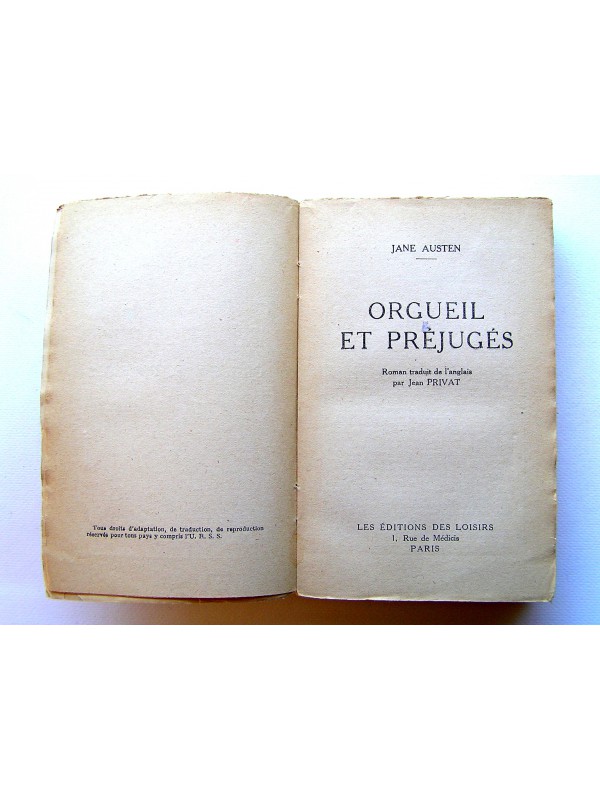 Tous droits d'adaptation, de traduction, de reproduction
réservés pour tous pays y compris l'U. R. S. S.
JANE AUSTEN
ORGUEIL
ET PRÉJUGÉS
Roman traduit de l'anglais
par Jean PRIVAT
LES ÉDITIONS DES LOISIRS
1, Rue de Médicis
PARIS